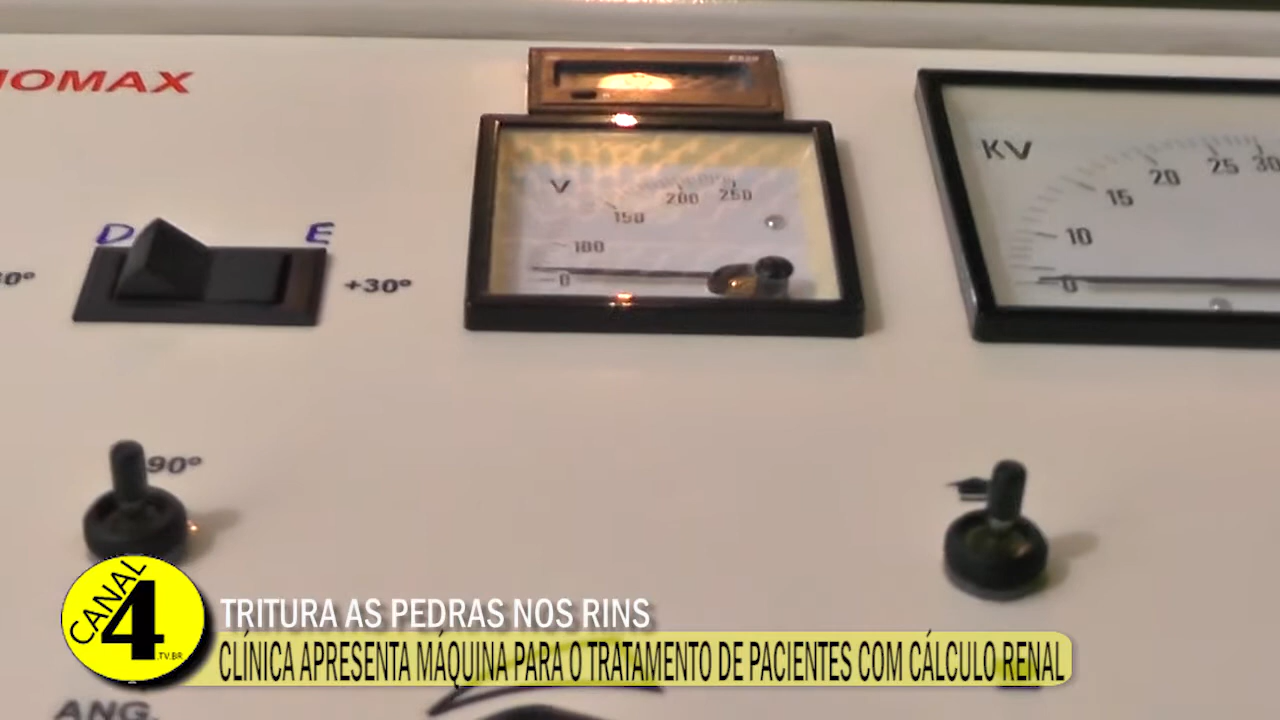 IOMAX
V
100
150
200
250
0
KV
0
10
15
20
25
30
D
E
+30º
90º
CANAL
4
.TV.BR
TRITURA AS PEDRAS NOS RINS
CLÍNICA APRESENTA MÁQUINA PARA O TRATAMENTO DE PACIENTES COM CÁLCULO RENAL
ANG.